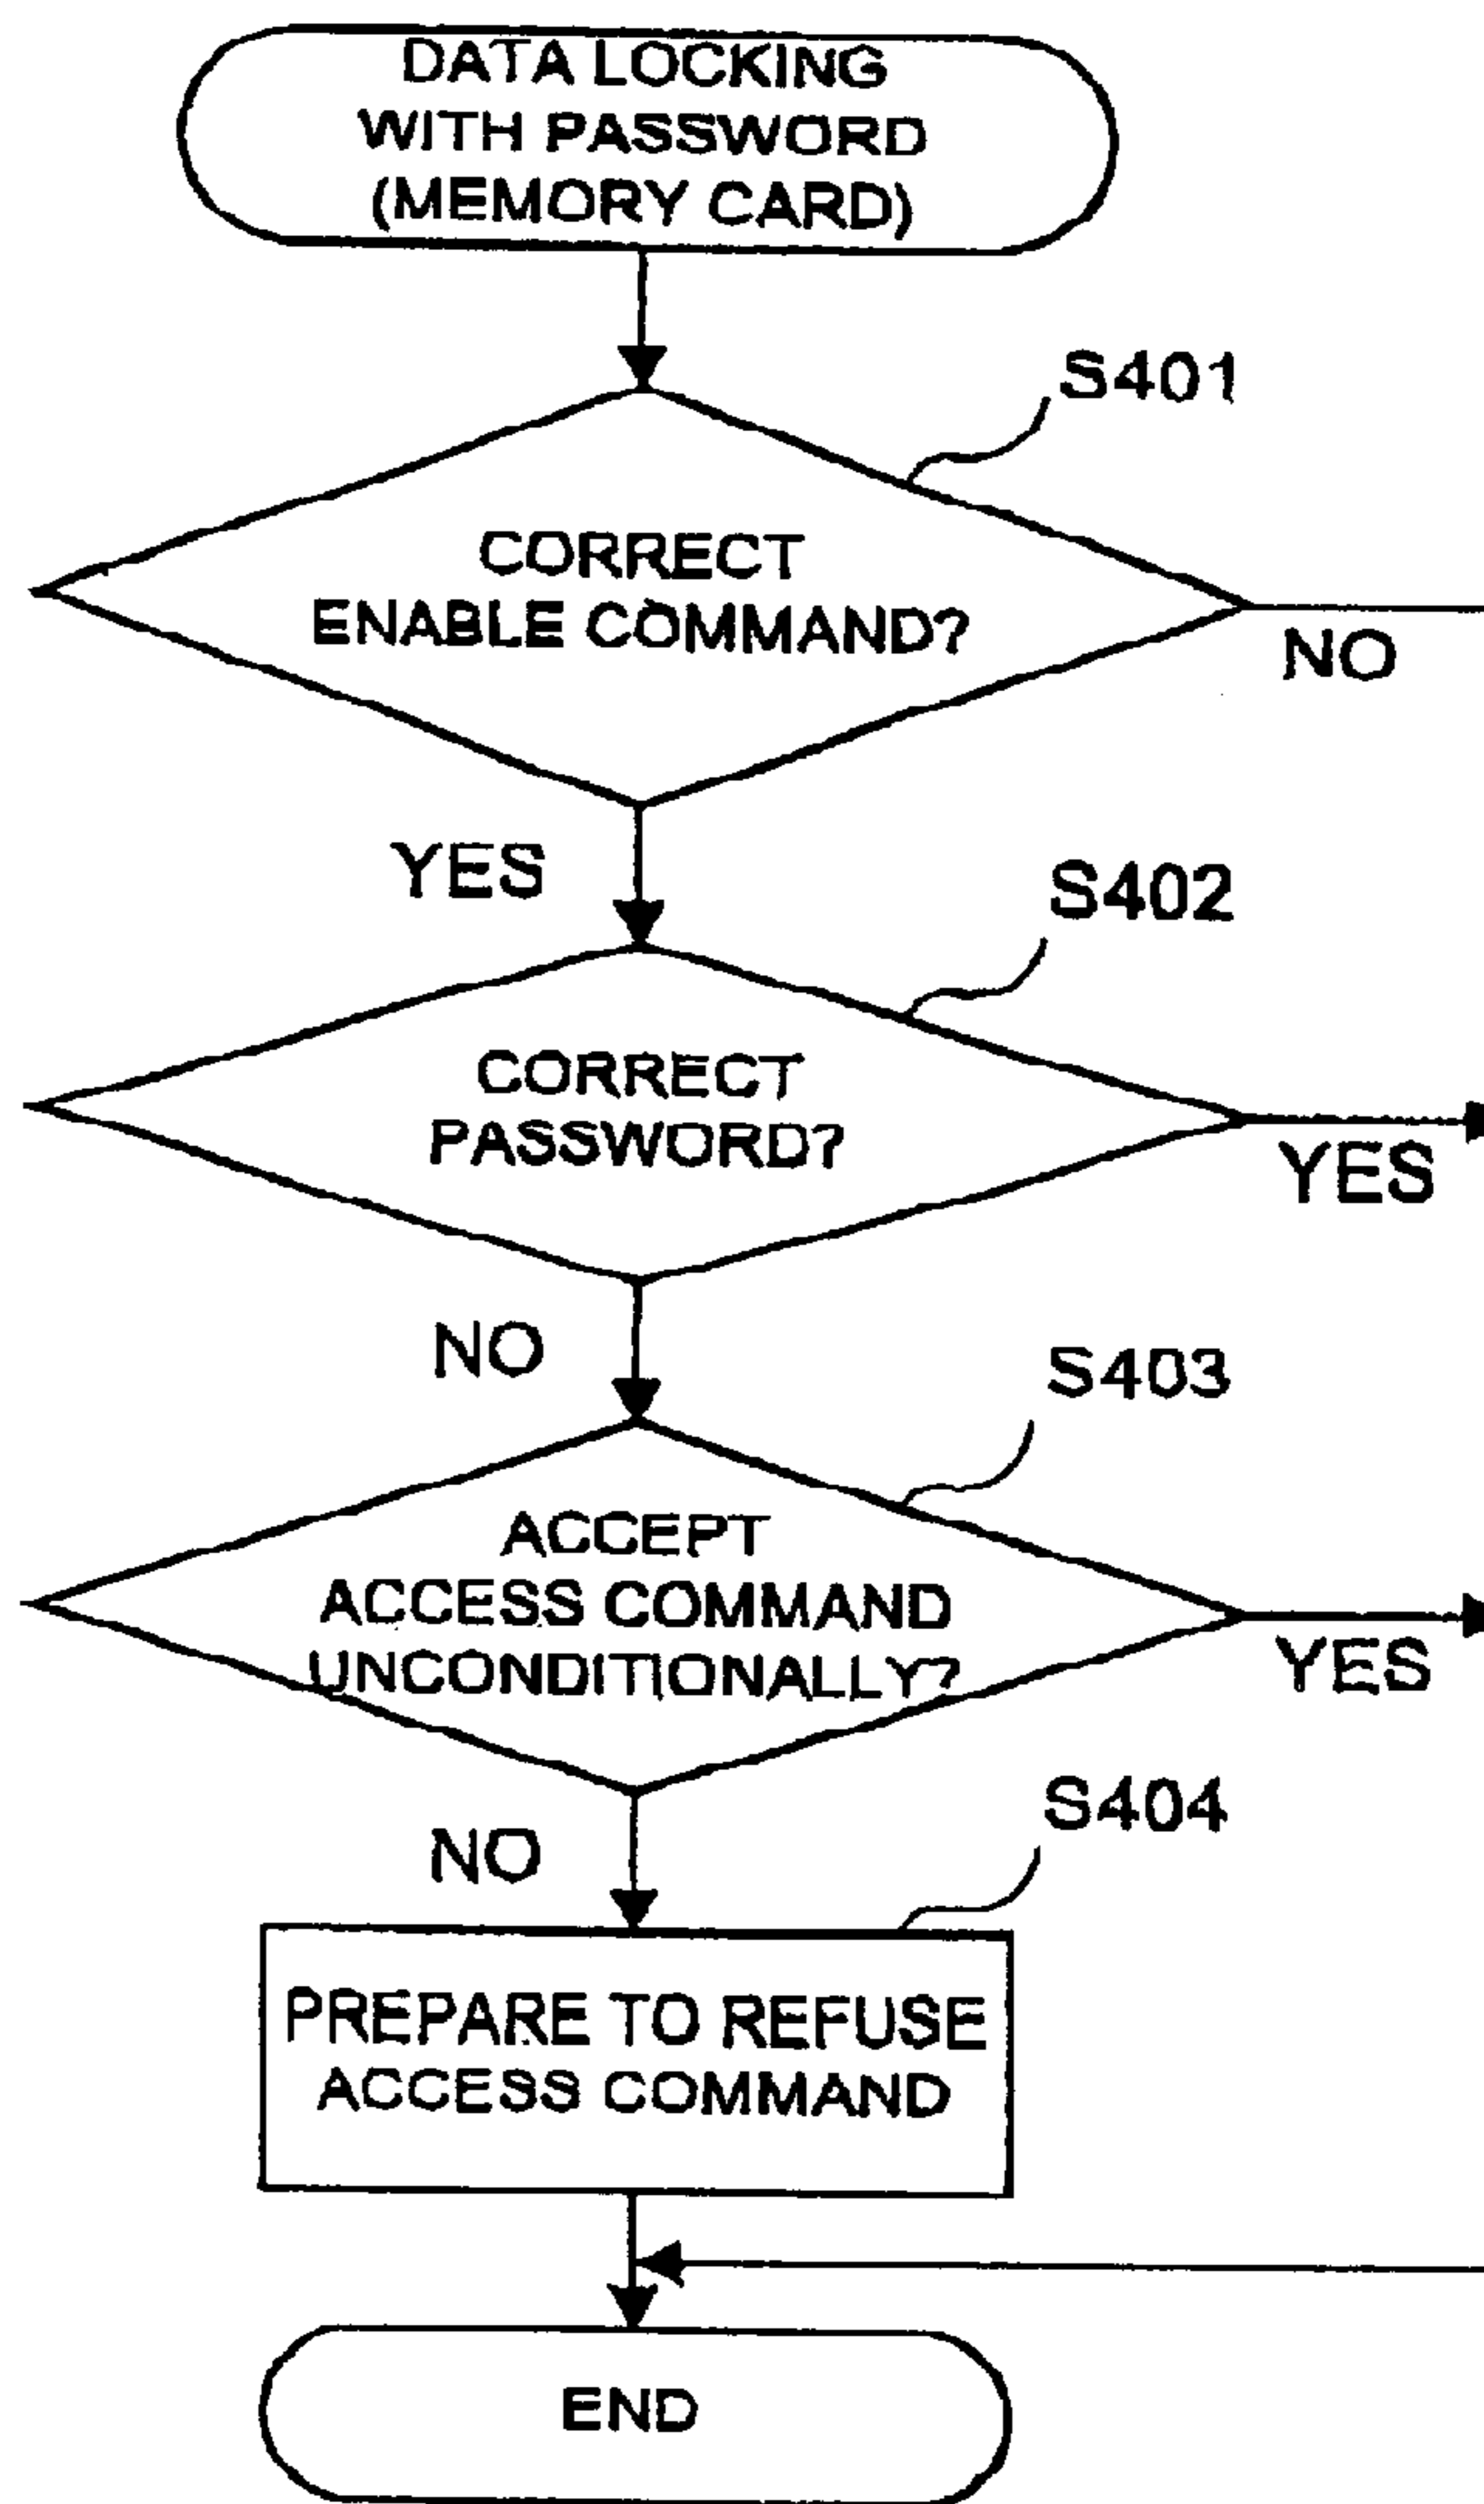 DATA LOCKING
WITH PASSWORD
(MEMORY CARD)
S401
CORRECT
ENABLE COMMAND?
NO
YES
S402
CORRECT
PASSWORD?
YES
NO
S403
ACCEPT
ACCESS COMMAND
UNCONDITIONALLY?
YES
NO
S404
PREPARE TO REFUSE
ACCESS COMMAND
END